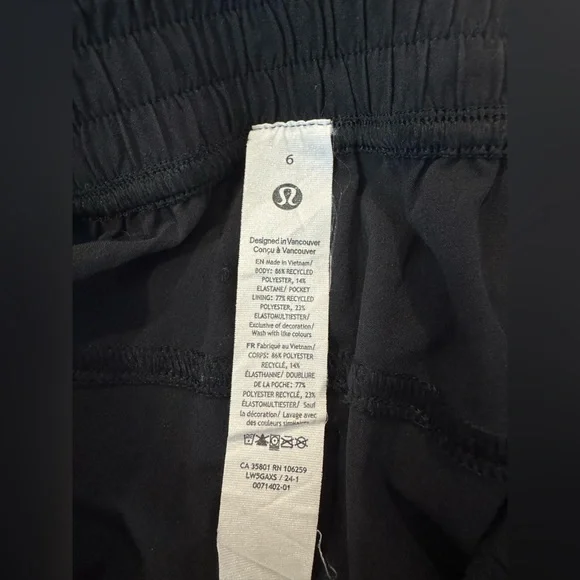 6
Designed in Vancouver
Conçu à Vancouver
EN Made in Vietnam/
BODY: 86% RECYCLED
POLYESTER, 14%
ELASTANE/ POCKET
LINING: 77% RECYCLED
POLYESTER, 23%
ELASTOMULTIESTER/
Exclusive of decoration/
Wash with like colours
FR Fabriqué au Vietnam/
CORPS: 86% POLYESTER
RECYCLÉ, 14%
ÉLASTHANNE/ DOUBLURE
DE LA POCHE: 77%
POLYESTER RECYCLÉ, 23%
ÉLASTOMULTIESTER/ Sauf
la décoration/ Lavage avec
des couleurs similaires
CA 35801 RN 106259
LW5GAXS / 24-1
0071402-01